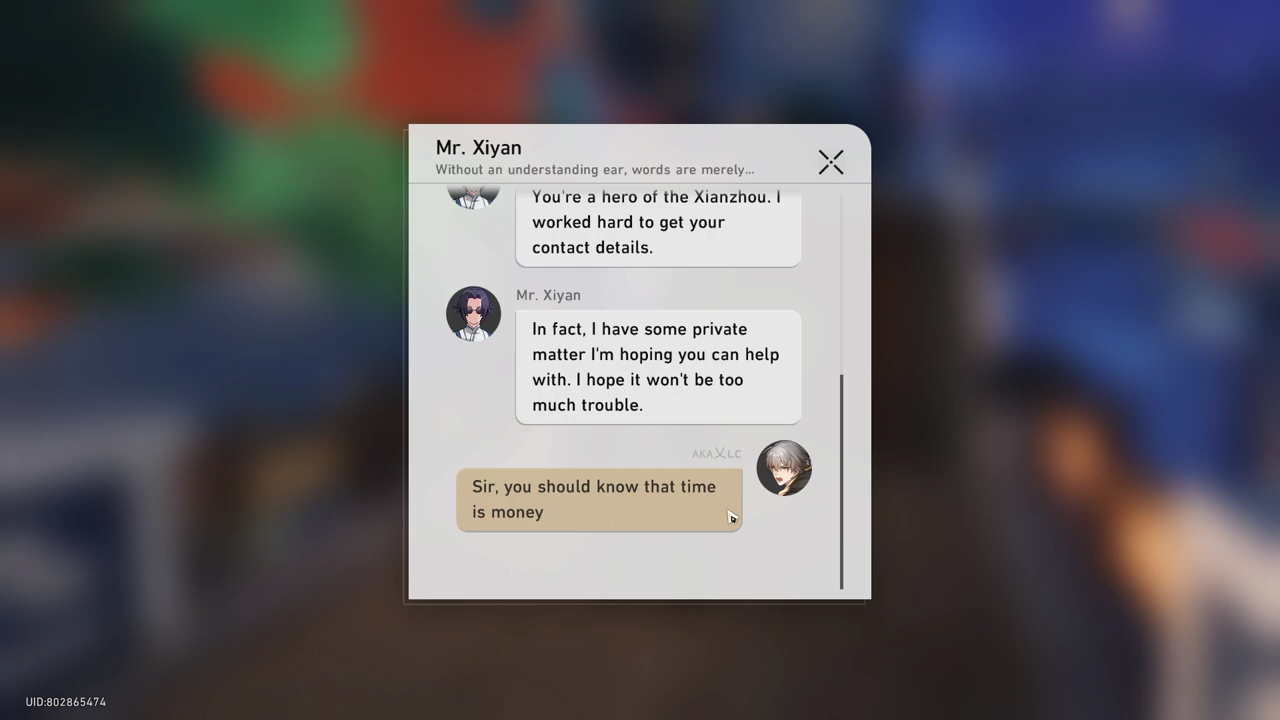 Mr. Xiyan
Without an understanding ear, words are merely...
You're a hero of the Xianzhou. I
worked hard to get your
contact details.
Mr. Xiyan
In fact, I have some private
matter I'm hoping you can help
with. I hope it won't be too
much trouble.
AKA乂LC
Sir, you should know that time
is money
UID:802865474